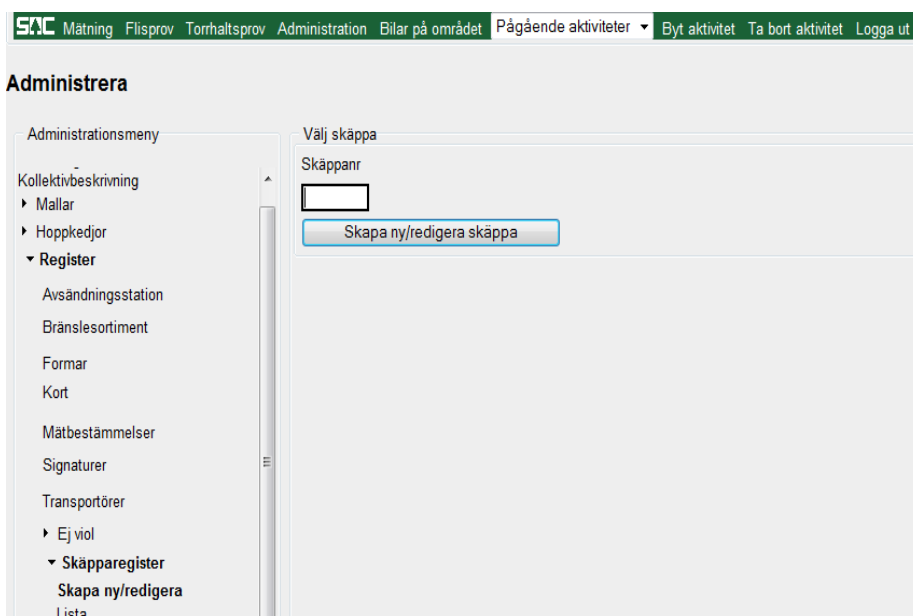 SDC Mätning Flisprov Torrhaltsprov Administration Bilar på området Pågående aktiviteter Byt aktivitet Ta bort aktivitet Logga ut
Administrera
Administrationsmeny
Kollektivbeskrivning
Mallar
Hoppkedjor
Register
Avsändningsstation
Bränslesortiment
Formar
Kort
Mätbestämmelser
Signaturer
Transportörer
Ej viol
Skäpparegister
Skapa ny/redigera
Lista
Välj skäppa
Skäppanr
Skapa ny/redigera skäppa